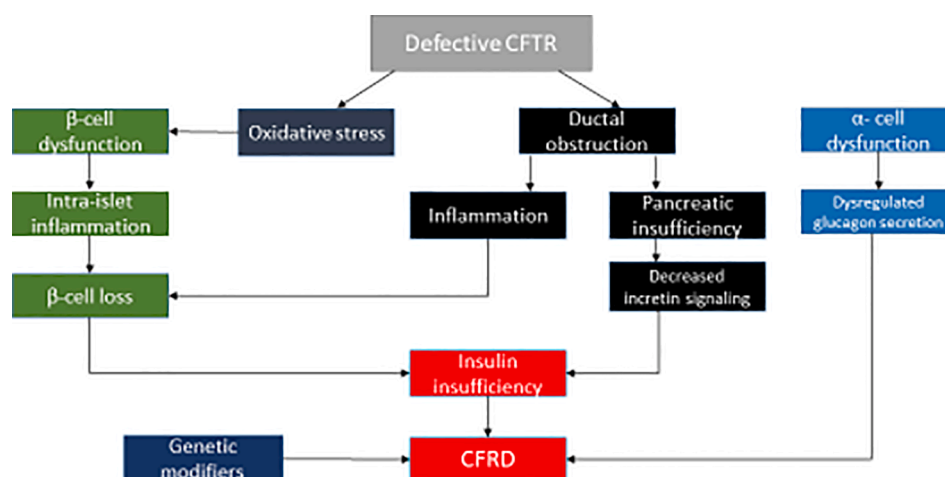 Defective CFTR
β-cell
dysfunction
Oxidative stress
Ductal
obstruction
α- cell
dysfunction
Intra-islet
inflammation
Inflammation
Pancreatic
insufficiency
Dysregulated
glucagon secretion
β-cell loss
Decreased
incretin signaling
Insulin
insufficiency
Genetic
modifiers
CFRD